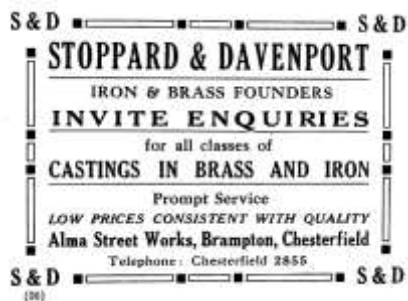 S & D S & D
STOPPARD & DAVENPORT
IRON & BRASS FOUNDERS
INVITE ENQUIRIES
for all classes of
CASTINGS IN BRASS AND IRON
Prompt Service
LOW PRICES CONSISTENT WITH QUALITY
Alma Street Works, Brampton, Chesterfield
Telephone: Chesterfield 2855
S & D S & D